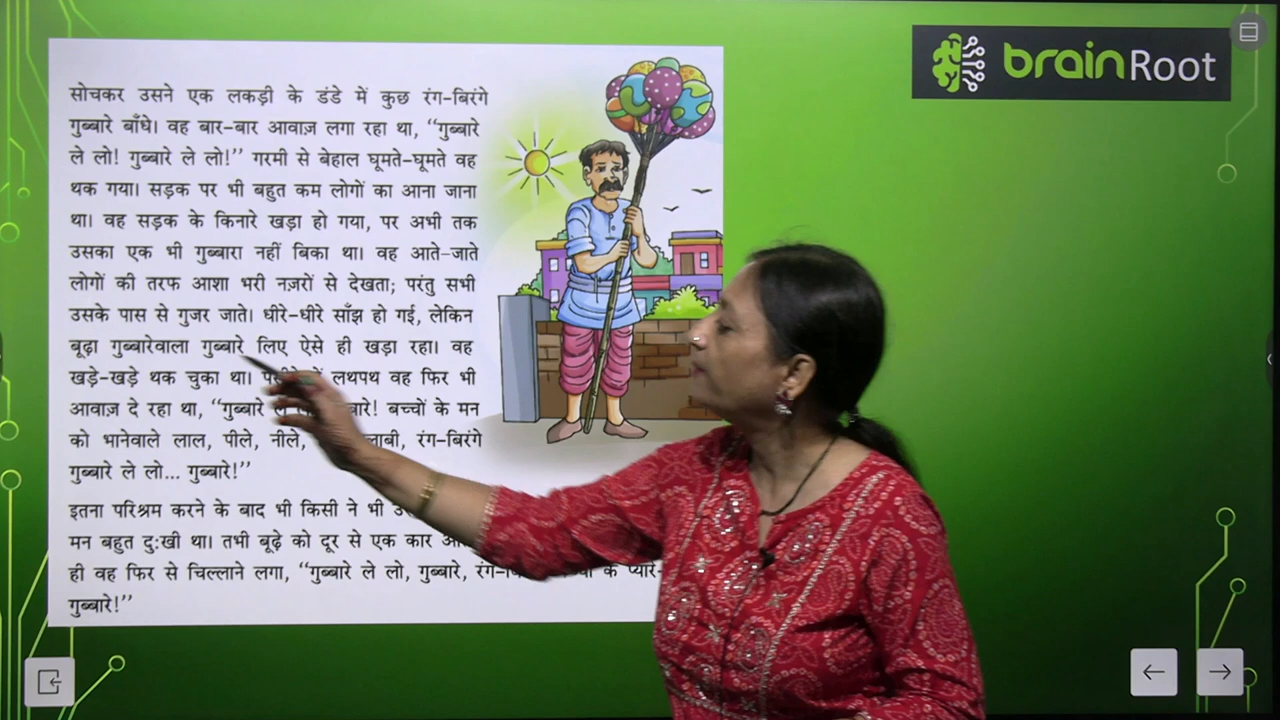 brainRoot
सोचकर उसने एक लकड़ी के डंडे में कुछ रंग-बिरंगे
गुब्बारे बाँधे। वह बार-बार आवाज़ लगा रहा था, “गुब्बारे
ले लो! गुब्बारे ले लो!” गरमी से बेहाल घूमते-घूमते वह
थक गया। सड़क पर भी बहुत कम लोगों का आना जाना
था। वह सड़क के किनारे खड़ा हो गया, पर अभी तक
उसका एक भी गुब्बारा नहीं बिका था। वह आते-जाते
लोगों की तरफ आशा भरी नज़रों से देखता; परंतु सभी
उसके पास से गुजर जाते। धीरे-धीरे साँझ हो गई, लेकिन
बूढ़ा गुब्बारेवाला गुब्बारे लिए ऐसे ही खड़ा रहा। वह
खड़े-खड़े थक चुका था। लथपथ वह फिर भी
आवाज़ दे रहा था, “गुब्बारे बच्चों के मन
को भानेवाले लाल, पीले, नीले, रंग-बिरंगे
गुब्बारे ले लो... गुब्बारे!”
इतना परिश्रम करने के बाद भी किसी ने भी
मन बहुत दुःखी था। तभी बूढ़े को दूर से एक कार
ही वह फिर से चिल्लाने लगा, “गुब्बारे ले लो, गुब्बारे, के प्यारे-
गुब्बारे!”